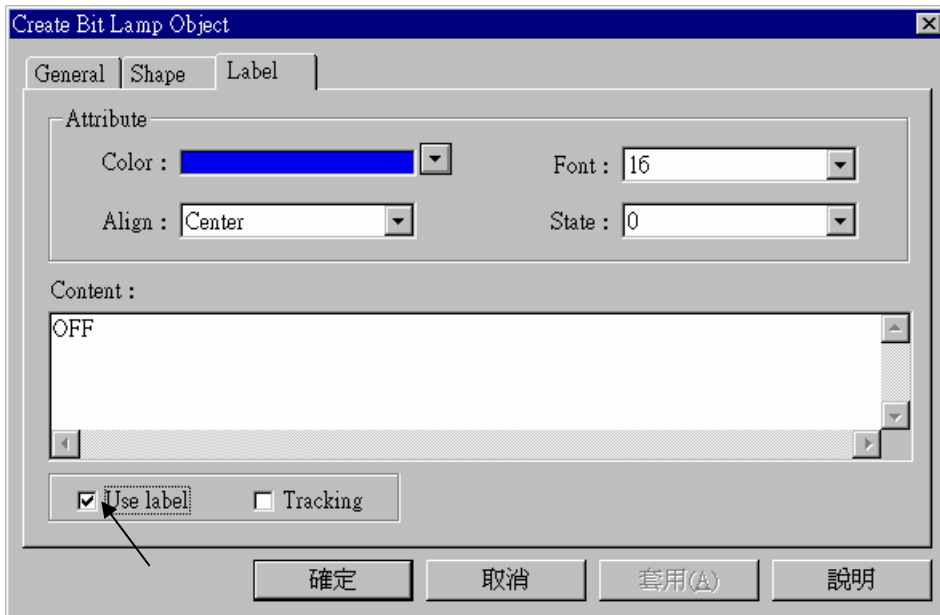 Create Bit Lamp Object
General Shape Label
Attribute
Color : Font : 16
Align : Center State : 0
Content :
OFF
Use label Tracking
確定 取消 套用(A) 說明